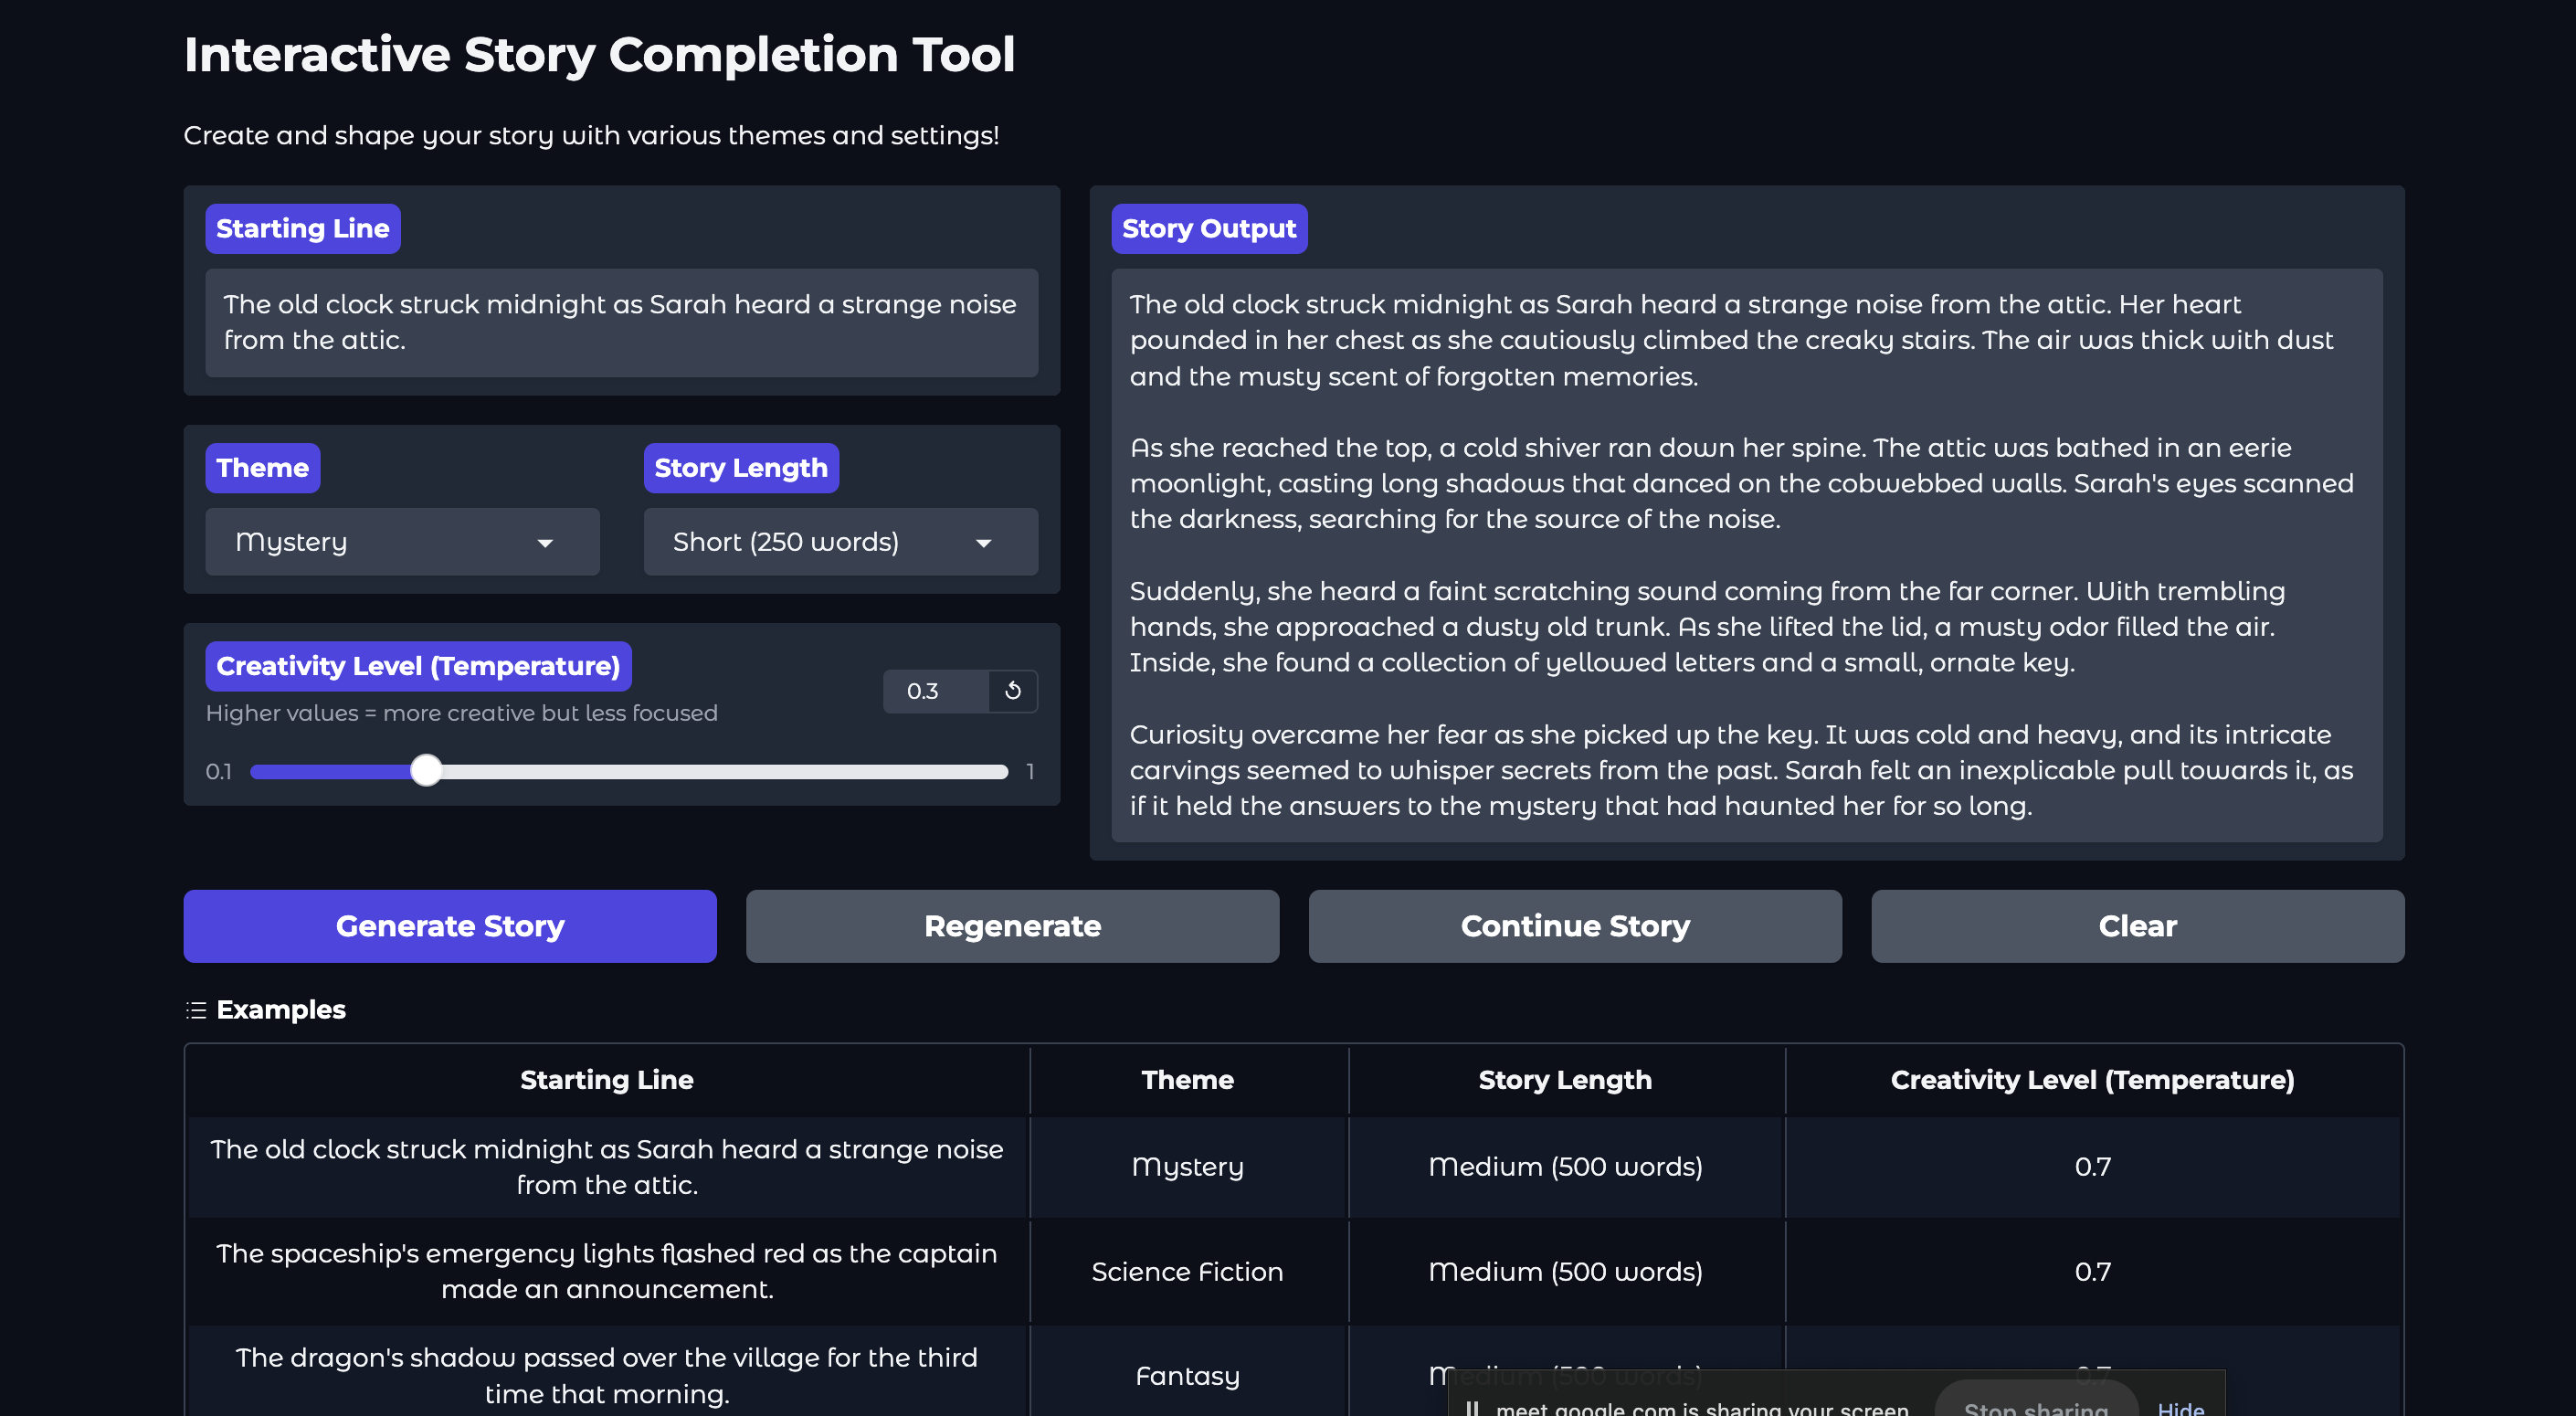 Interactive Story Completion Tool
Create and shape your story with various themes and settings!
Starting Line
The old clock struck midnight as Sarah heard a strange noise
from the attic.
Theme
Story Length
Mystery
Short (250 words)
Creativity Level (Temperature)
Higher values = more creative but less focused
0.3
0.1
1
Story Output
The old clock struck midnight as Sarah heard a strange noise from the attic. Her heart
pounded in her chest as she cautiously climbed the creaky stairs. The air was thick with dust
and the musty scent of forgotten memories.
As she reached the top, a cold shiver ran down her spine. The attic was bathed in an eerie
moonlight, casting long shadows that danced on the cobwebbed walls. Sarah's eyes scanned
the darkness, searching for the source of the noise.
Suddenly, she heard a faint scratching sound coming from the far corner. With trembling
hands, she approached a dusty old trunk. As she lifted the lid, a musty odor filled the air.
Inside, she found a collection of yellowed letters and a small, ornate key.
Curiosity overcame her fear as she picked up the key. It was cold and heavy, and its intricate
carvings seemed to whisper secrets from the past. Sarah felt an inexplicable pull towards it, as
if it held the answers to the mystery that had haunted her for so long.
Generate Story
Regenerate
Continue Story
Clear
Examples
Starting Line
Theme
Story Length
Creativity Level (Temperature)
The old clock struck midnight as Sarah heard a strange noise
from the attic.
Mystery
Medium (500 words)
0.7
The spaceship's emergency lights flashed red as the captain
made an announcement.
Science Fiction
Medium (500 words)
0.7
The dragon's shadow passed over the village for the third
time that morning.
Fantasy
Medium (500 words)
0.7
meet.google.com is sharing your screen.
Stop sharing
Hide